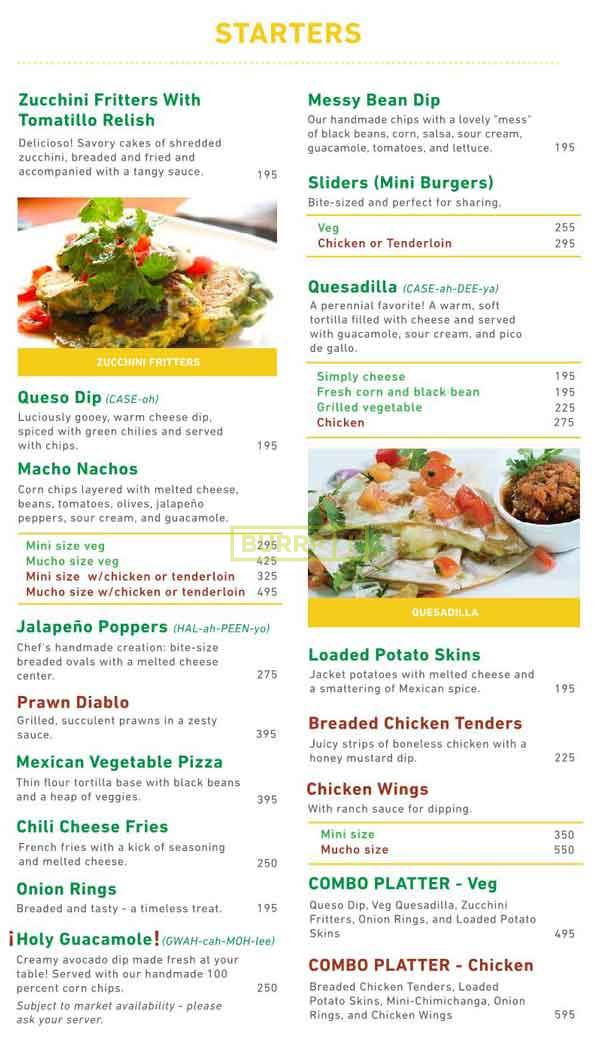 STARTERS
Zucchini Fritters With
Tomatillo Relish
Delicious! Savory cakes of shredded
zucchini, breaded and fried and
accompanied with a tangy sauce. 195
ZUCCHINI FRITTERS
Queso Dip (CASE-ah)
Luciously gooey, warm cheese dip,
spiced with green chilies and served
with chips. 195
Macho Nachos
Corn chips layered with melted cheese,
beans, tomatoes, olives, jalapeño
peppers, sour cream, and guacamole.
Mini size veg 295
Mucho size veg 425
Mini size w/chicken or tenderloin 325
Mucho size w/chicken or tenderloin 495
Jalapeño Poppers (HAL-ah-PEEN-yo)
Chef's handmade creation: bite-size
breaded ovals with a melted cheese
center. 275
Prawn Diablo
Grilled, succulent prawns in a zesty
sauce. 395
Mexican Vegetable Pizza
Thin flour tortilla base with black beans
and a heap of veggies. 395
Chili Cheese Fries
French fries with a kick of seasoning
and melted cheese. 250
Onion Rings
Breaded and tasty - a timeless treat. 195
¡Holy Guacamole! (GWAH-cah-MOH-lee)
Creamy avocado dip made fresh at your
table! Served with our handmade 100
percent corn chips. 250
Subject to market availability - please
ask your server.
Messy Bean Dip
Our handmade chips with a lovely "mess"
of black beans, corn, salsa, sour cream,
guacamole, tomatoes, and lettuce. 195
Sliders (Mini Burgers)
Bite-sized and perfect for sharing.
Veg 255
Chicken or Tenderloin 295
Quesadilla (CASE-ah-DEE-ya)
A perennial favorite! A warm, soft
tortilla filled with cheese and served
with guacamole, sour cream, and pico
de gallo.
Simply cheese 195
Fresh corn and black bean 195
Grilled vegetable 225
Chicken 275
QUESADILLA
Loaded Potato Skins
Jacket potatoes with melted cheese and
a smattering of Mexican spice. 195
Breaded Chicken Tenders
Juicy strips of boneless chicken with a
honey mustard dip. 225
Chicken Wings
With ranch sauce for dipping.
Mini size 350
Mucho size 550
COMBO PLATTER - Veg
Queso Dip, Veg Quesadilla, Zucchini
Fritters, Onion Rings, and Loaded Potato
Skins 495
COMBO PLATTER - Chicken
Breaded Chicken Tenders, Loaded
Potato Skins, Mini-Chimichanga, Onion
Rings, and Chicken Wings 595